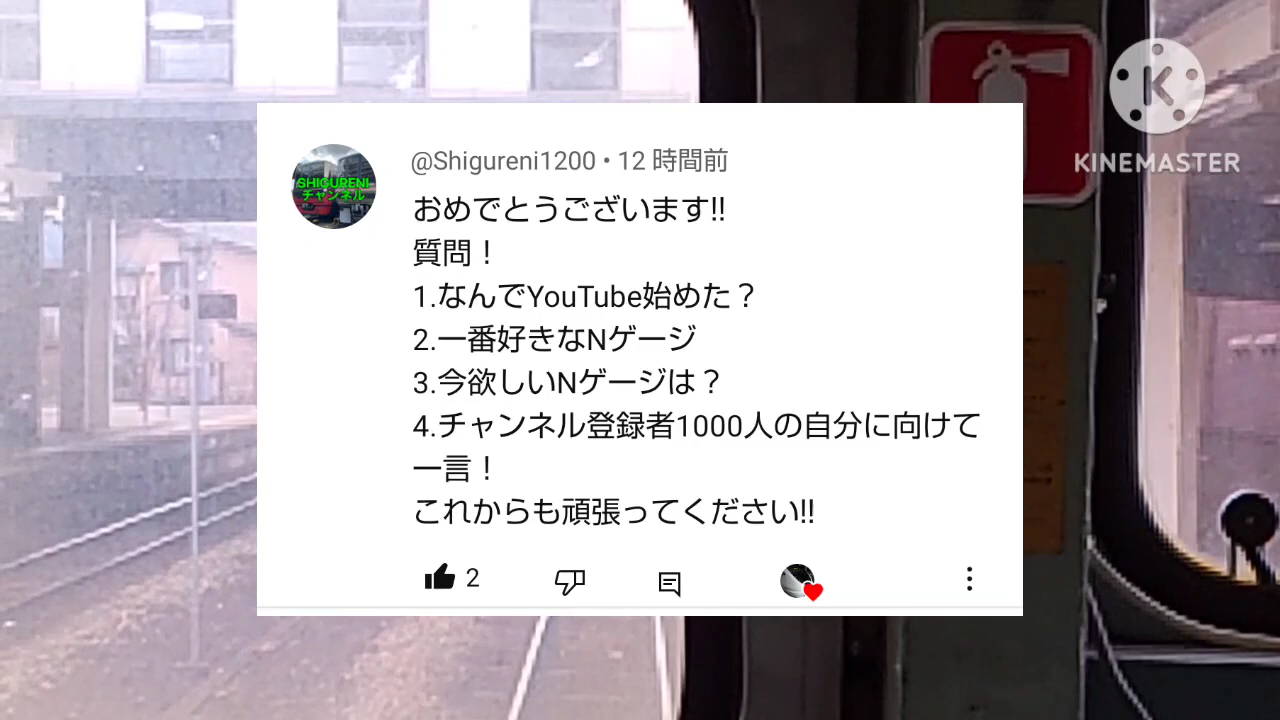 KINEMASTER
SHIGURENI
チャンネル
@Shigureni1200・12 時間前
おめでとうございます!!
質問！
1.なんでYouTube始めた？
2.一番好きなNゲージ
3.今欲しいNゲージは？
4.チャンネル登録者1000人の自分に向けて
一言！
これからも頑張ってください!!
2